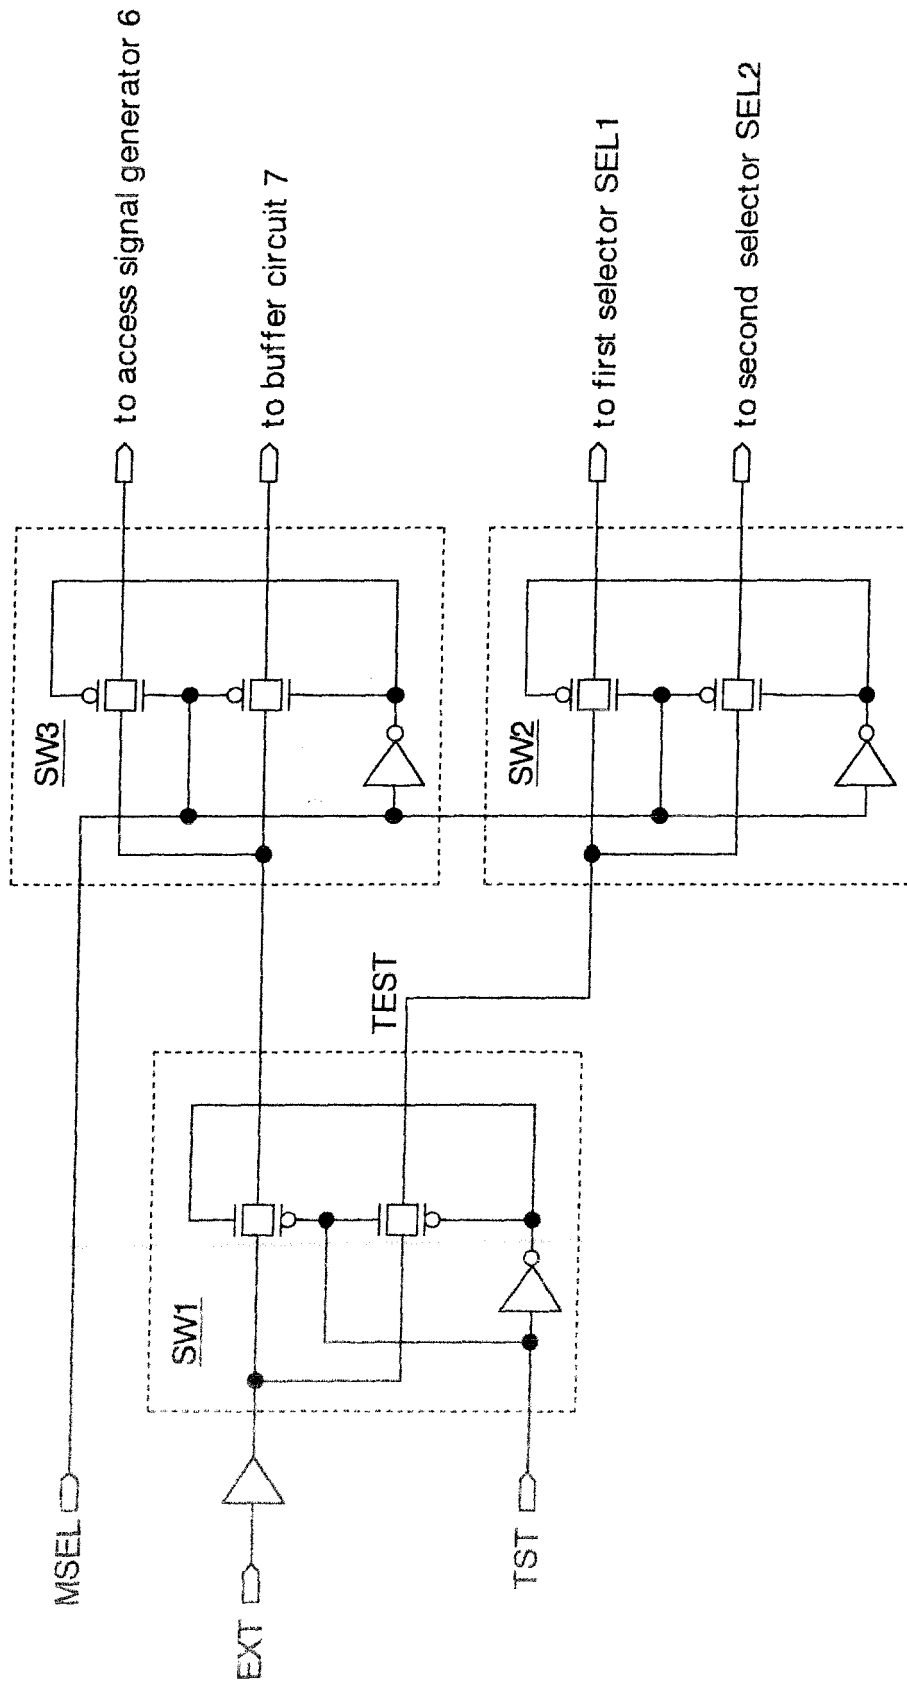 MSEL
EXT
TST
SW1
TEST
SW3
SW2
to access signal generator 6
to buffer circuit 7
to first selector SEL1
to second selector SEL2